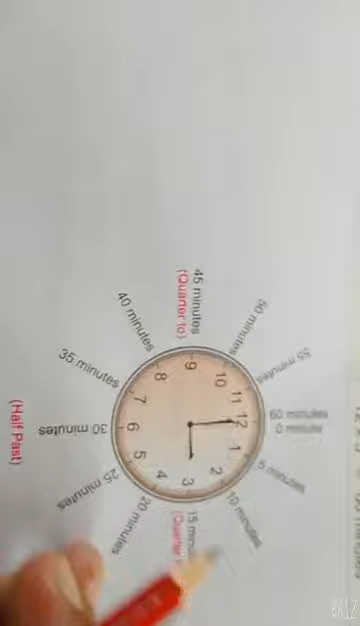 60 minutes
0 minute
5 minutes
10 minutes
15
20 minutes
25 minutes
30 minutes
(Half Past)
35 minutes
40 minutes
45 minutes
(Quarter to)
50 minutes
55 minutes
12
1
2
3
4
5
6
7
8
9
10
11